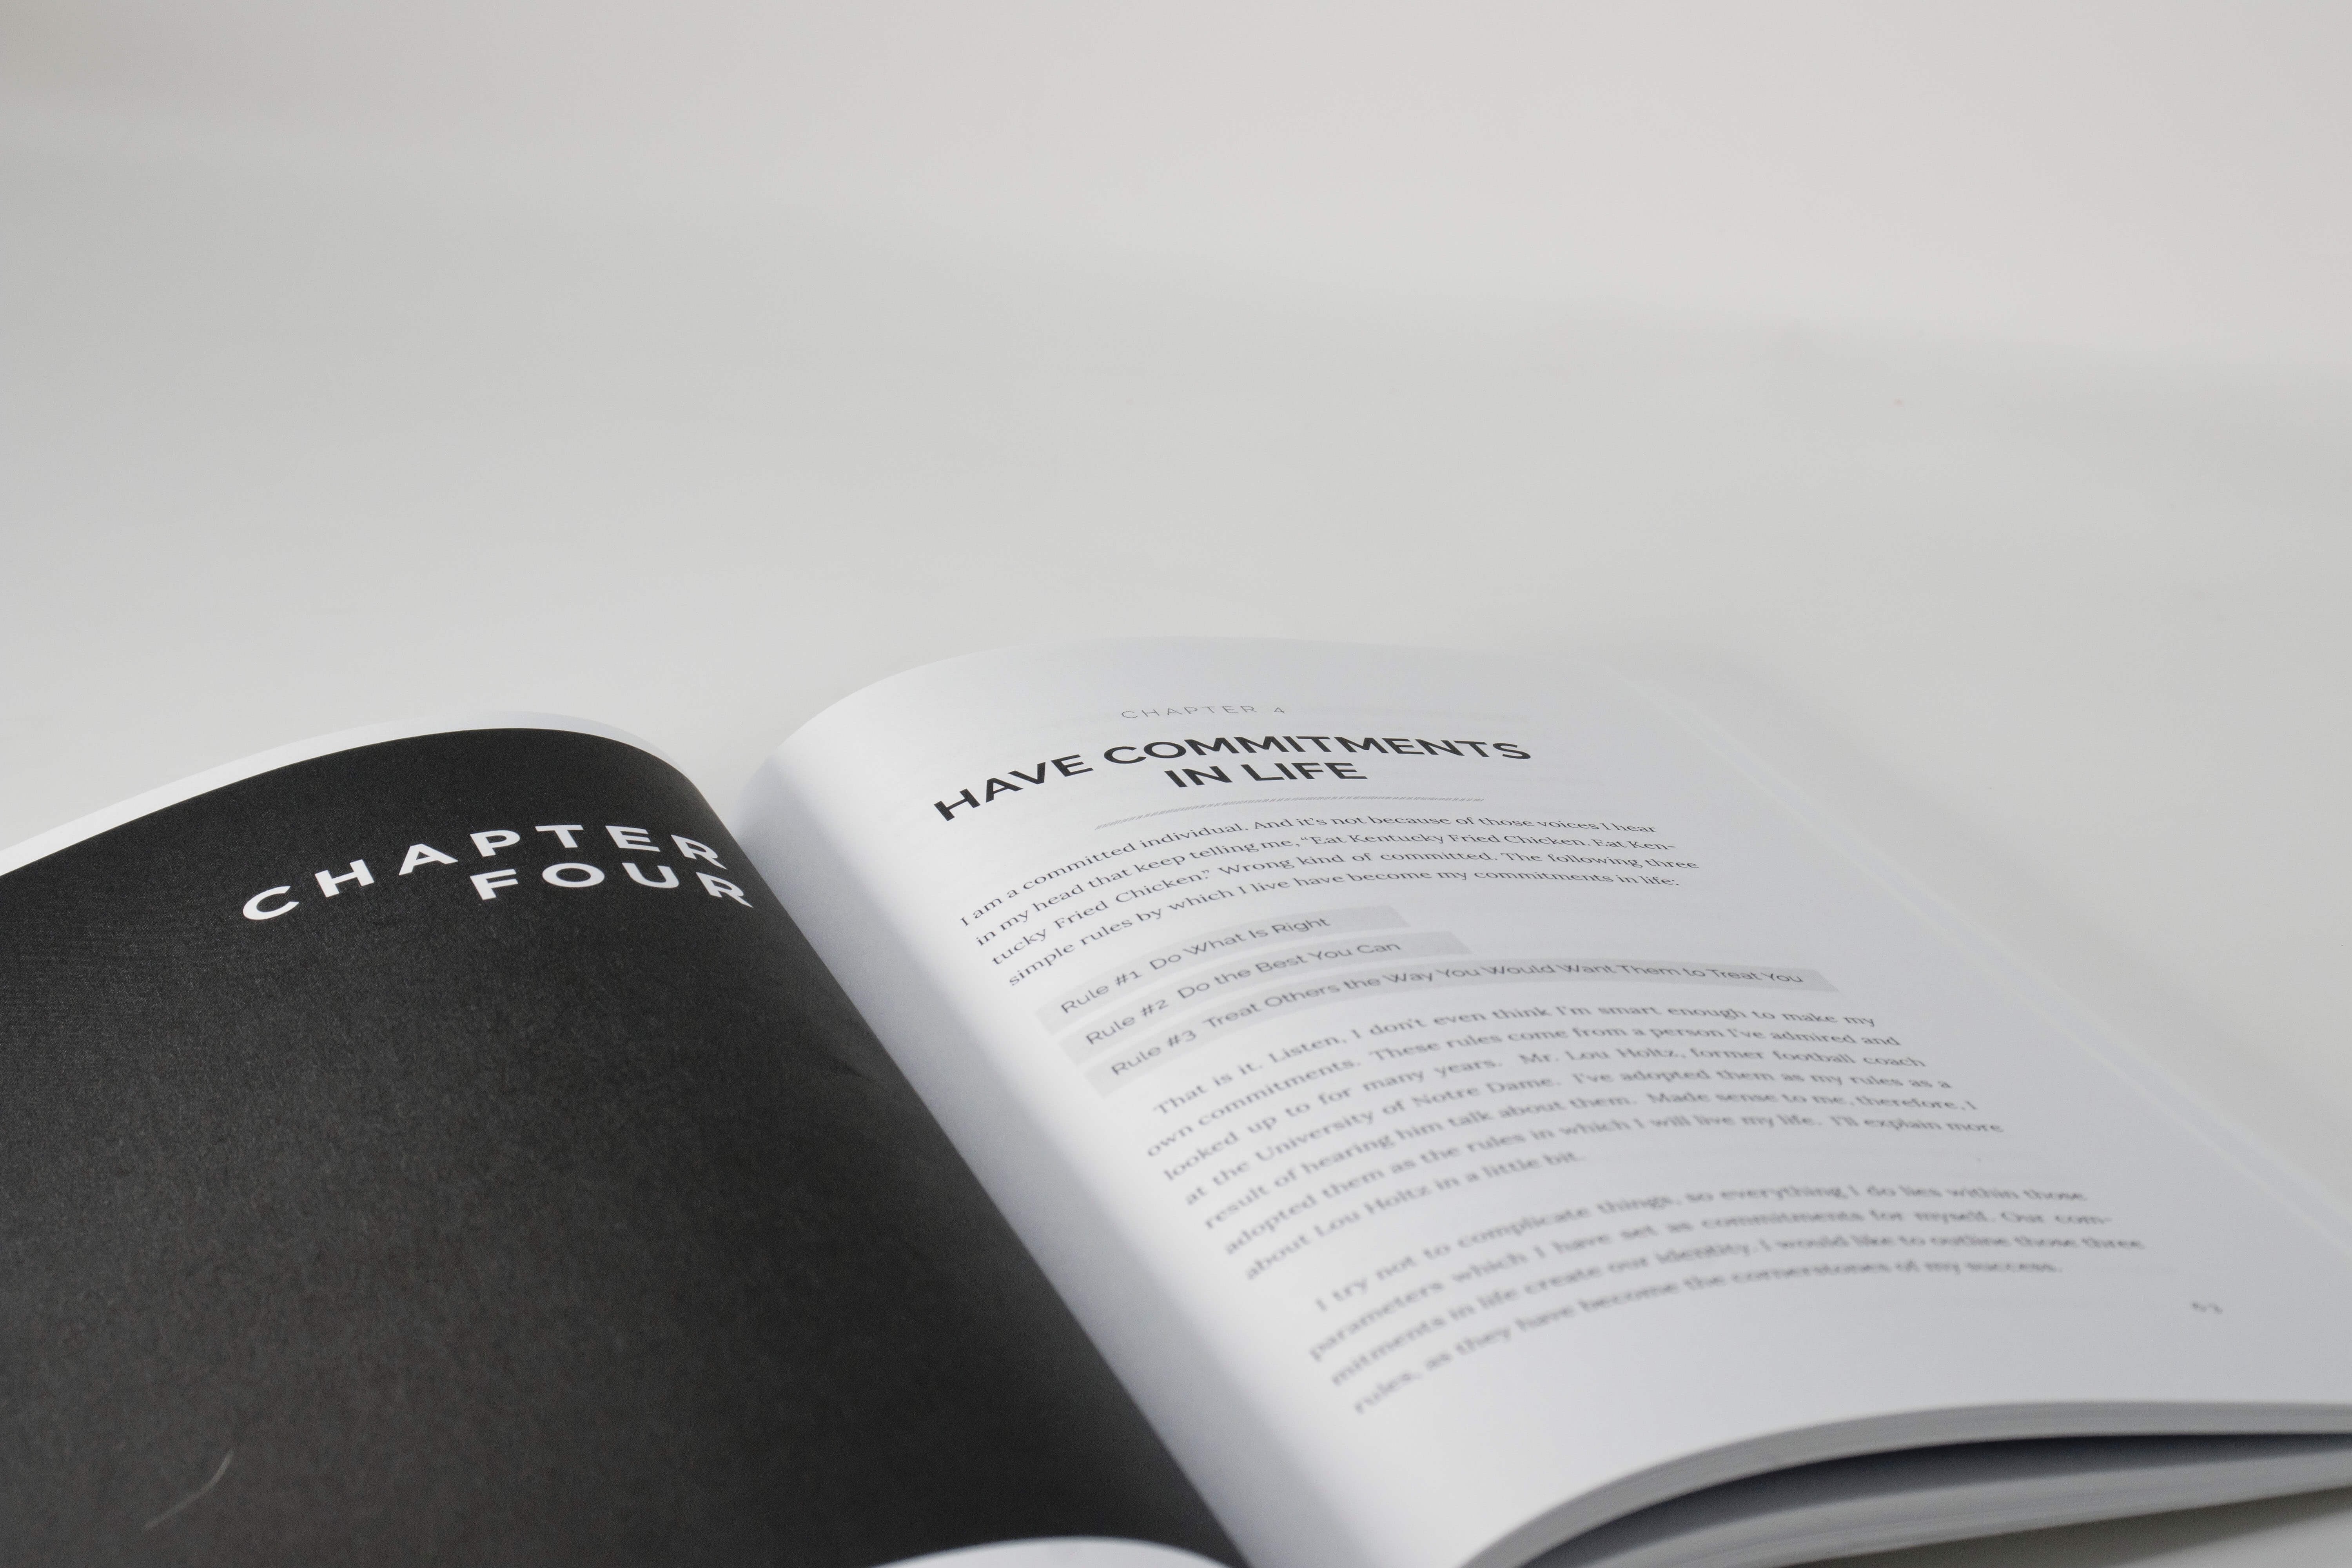 CHAPTER
FOUR
CHAPTER 4
HAVE COMMITMENTS
IN LIFE
I am a committed individual. And it's not because of those voices I hear
in my head that keep telling me, “Eat Kentucky Fried Chicken. Eat Ken-
tucky Fried Chicken.” Wrong kind of committed. The following three
simple rules by which I live have become my commitments in life:
Rule #1 Do What Is Right
Rule #2 Do the Best You Can
Rule #3 Treat Others the Way You Would Want Them to Treat You
That is it. Listen, I don't even think I'm smart enough to make my
own commitments. These rules come from a person I've admired and
looked up to for many years. Mr. Lou Holtz, former football coach
at the University of Notre Dame. I've adopted them as my rules as a
result of hearing him talk about them. Made sense to me, therefore, I
adopted them as the rules in which I will live my life. I'll explain more
about Lou Holtz in a little bit.
I try not to complicate things, so everything I do lies within those
parameters which I have set as commitments for myself. Our com-
mitments in life create our identity. I would like to outline those three
rules, as they have become the cornerstones of my success.